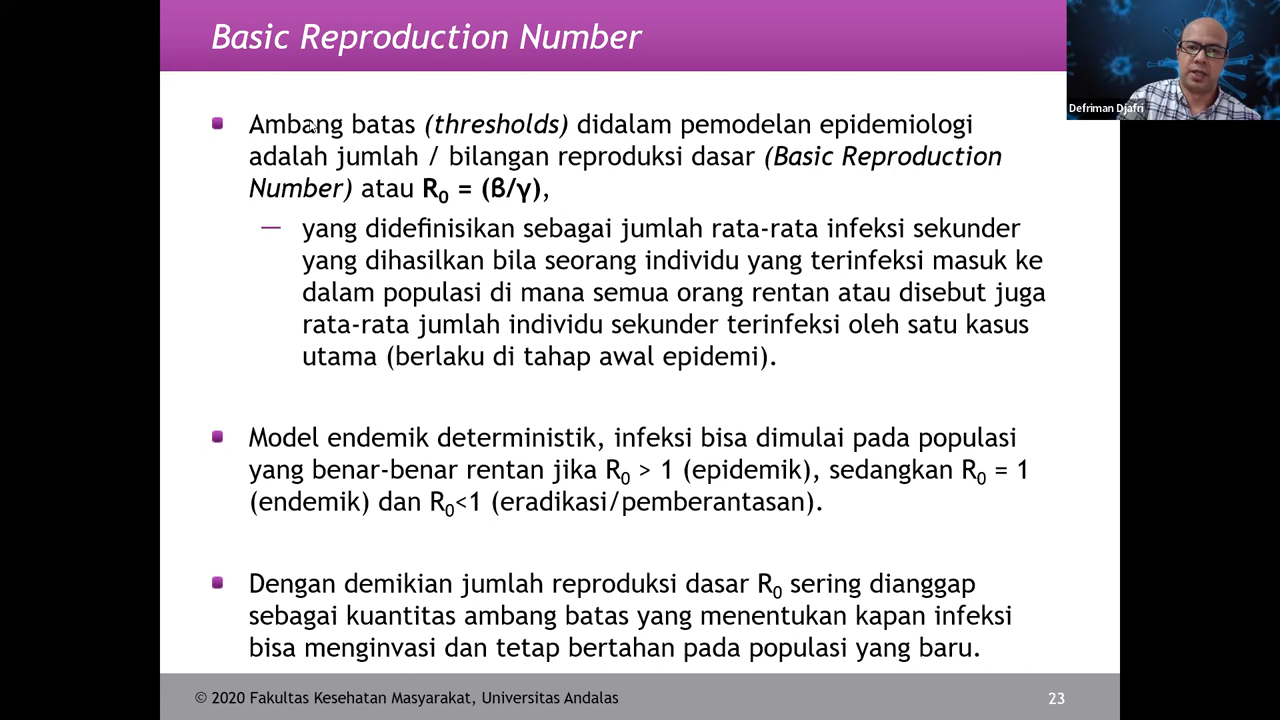 Basic Reproduction Number
Defriman Djafri
Ambang batas (thresholds) didalam pemodelan epidemiologi
adalah jumlah / bilangan reproduksi dasar (Basic Reproduction
Number) atau R₀ = (β/γ),
— yang didefinisikan sebagai jumlah rata-rata infeksi sekunder
yang dihasilkan bila seorang individu yang terinfeksi masuk ke
dalam populasi di mana semua orang rentan atau disebut juga
rata-rata jumlah individu sekunder terinfeksi oleh satu kasus
utama (berlaku di tahap awal epidemi).
Model endemik deterministik, infeksi bisa dimulai pada populasi
yang benar-benar rentan jika R₀ > 1 (epidemik), sedangkan R₀ = 1
(endemik) dan R₀<1 (eradikasi/pemberantasan).
Dengan demikian jumlah reproduksi dasar R₀ sering dianggap
sebagai kuantitas ambang batas yang menentukan kapan infeksi
bisa menginvasi dan tetap bertahan pada populasi yang baru.
© 2020 Fakultas Kesehatan Masyarakat, Universitas Andalas
23